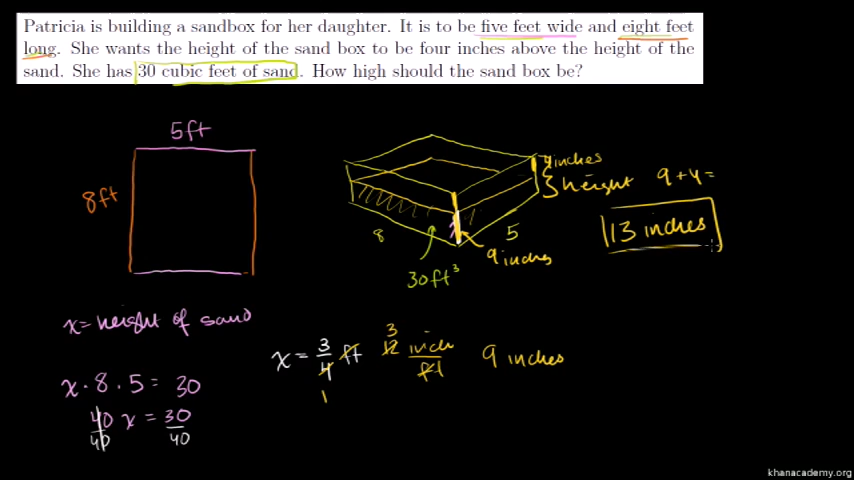 Patricia is building a sandbox for her daughter. It is to be five feet wide and eight feet
long. She wants the height of the sand box to be four inches above the height of the
sand. She has 30 cubic feet of sand. How high should the sand box be?
5ft
8ft
4 inches
height 9+4=
13 inches
8
5
9 inches
30ft³
x = height of sand
x = 3/4 ft 3 12 inch/ft 9 inches
1
x · 8 · 5 = 30
40 x = 30
40 40
khanacademy.org